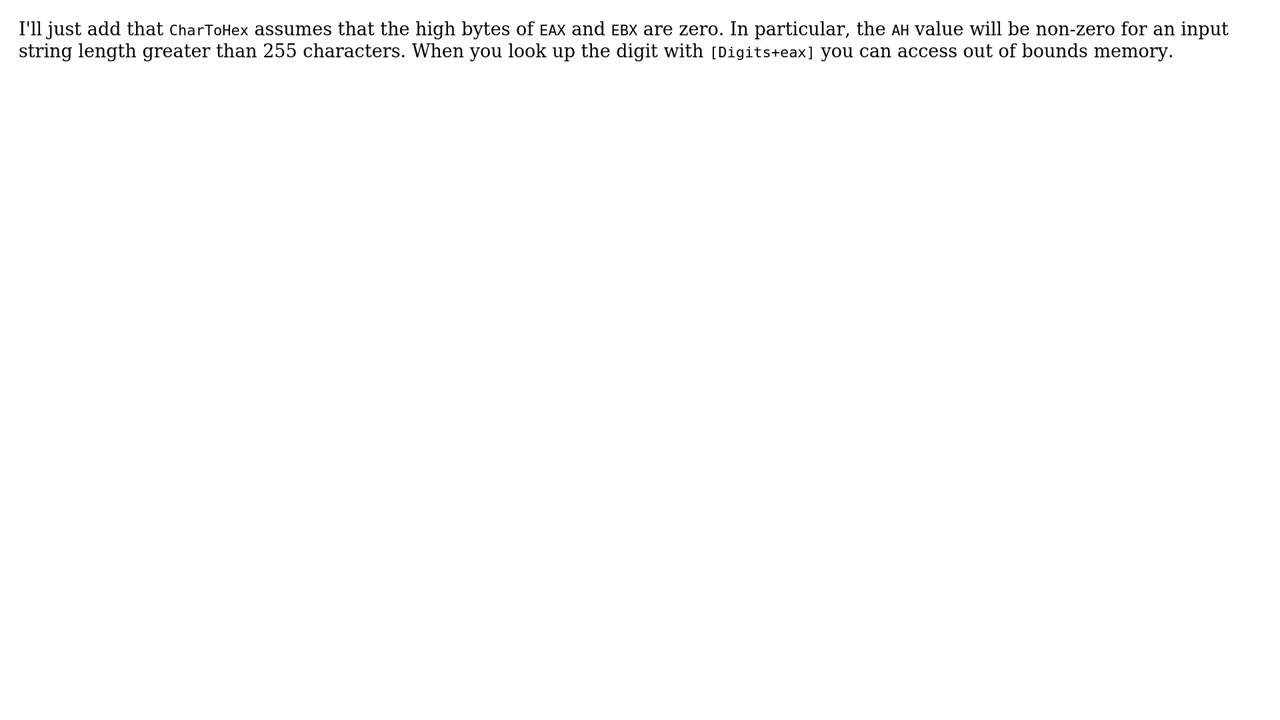 I'll just add that CharToHex assumes that the high bytes of EAX and EBX are zero. In particular, the AH value will be non-zero for an input
string length greater than 255 characters. When you look up the digit with [Digits+eax] you can access out of bounds memory.